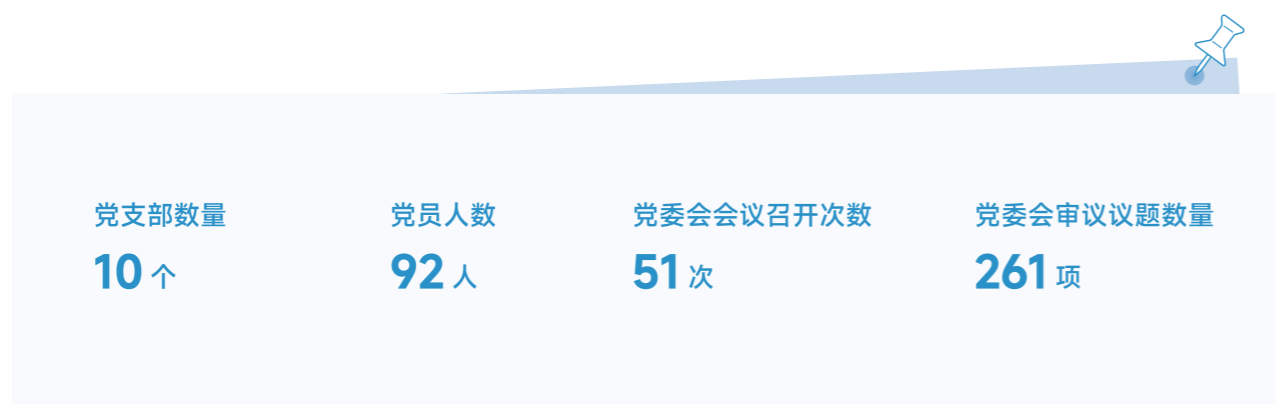 党支部数量
10 个
党员人数
92 人
党委会会议召开次数
51 次
党委会审议议题数量
261 项